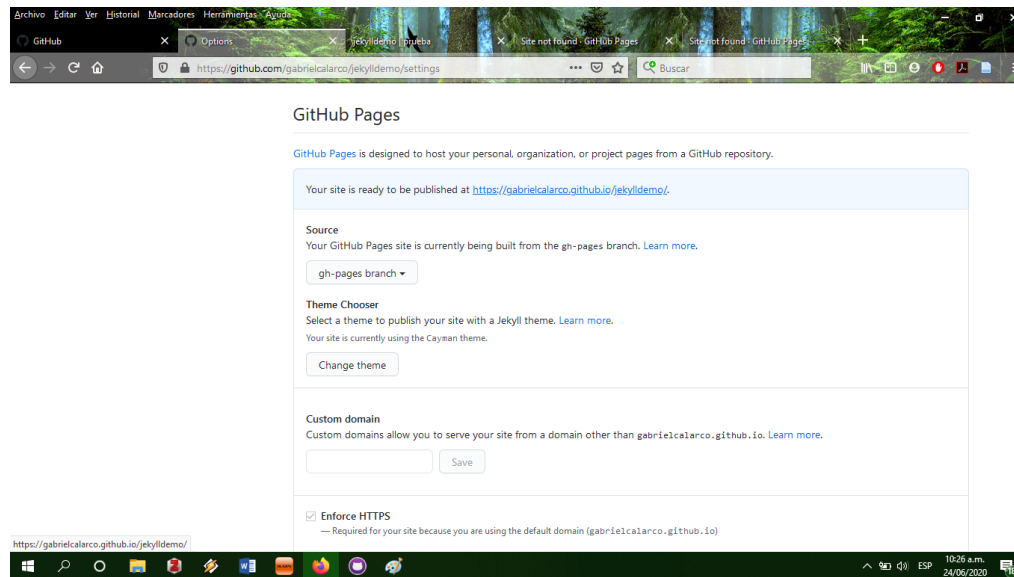 Archivo Editar Ver Historial Marcadores Herramientas Ayuda
GitHub
Options
jekylldemo | prueba
Site not found · GitHub Pages
Site not found · GitHub Pages
https://github.com/gabrielcalarco/jekylldemo/settings
Buscar
GitHub Pages
GitHub Pages is designed to host your personal, organization, or project pages from a GitHub repository.
Your site is ready to be published at https://gabrielcalarco.github.io/jekylldemo/.
Source
Your GitHub Pages site is currently being built from the gh-pages branch. Learn more.
gh-pages branch
Theme Chooser
Select a theme to publish your site with a Jekyll theme. Learn more.
Your site is currently using the Cayman theme.
Change theme
Custom domain
Custom domains allow you to serve your site from a domain other than gabrielcalarco.github.io. Learn more.
Save
Enforce HTTPS
— Required for your site because you are using the default domain (gabrielcalarco.github.io)
https://gabrielcalarco.github.io/jekylldemo/
ESP
10:26 a.m.
24/06/2020